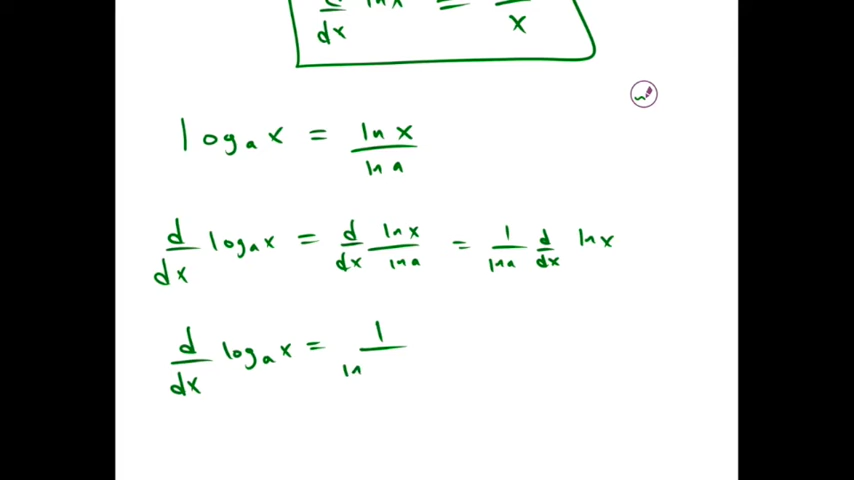 d/dx ln x = 1/x
log_a x = ln x / ln a
d/dx log_a x = d/dx ln x / ln a = 1/ln a d/dx ln x
d/dx log_a x = 1/ln